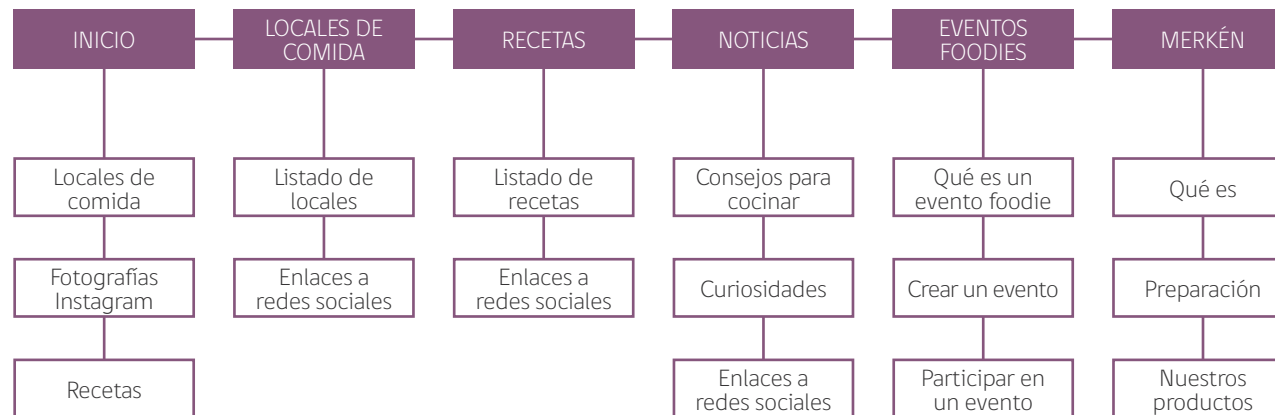 INICIO
LOCALES DE
COMIDA
RECETAS
NOTICIAS
EVENTOS
FOODIES
MERKÉN
Locales de
comida
Listado de
locales
Listado de
recetas
Consejos para
cocinar
Qué es un
evento foodie
Qué es
Fotografías
Instagram
Enlaces a
redes sociales
Enlaces a
redes sociales
Curiosidades
Crear un evento
Preparación
Recetas
Enlaces a
redes sociales
Participar en
un evento
Nuestros
productos